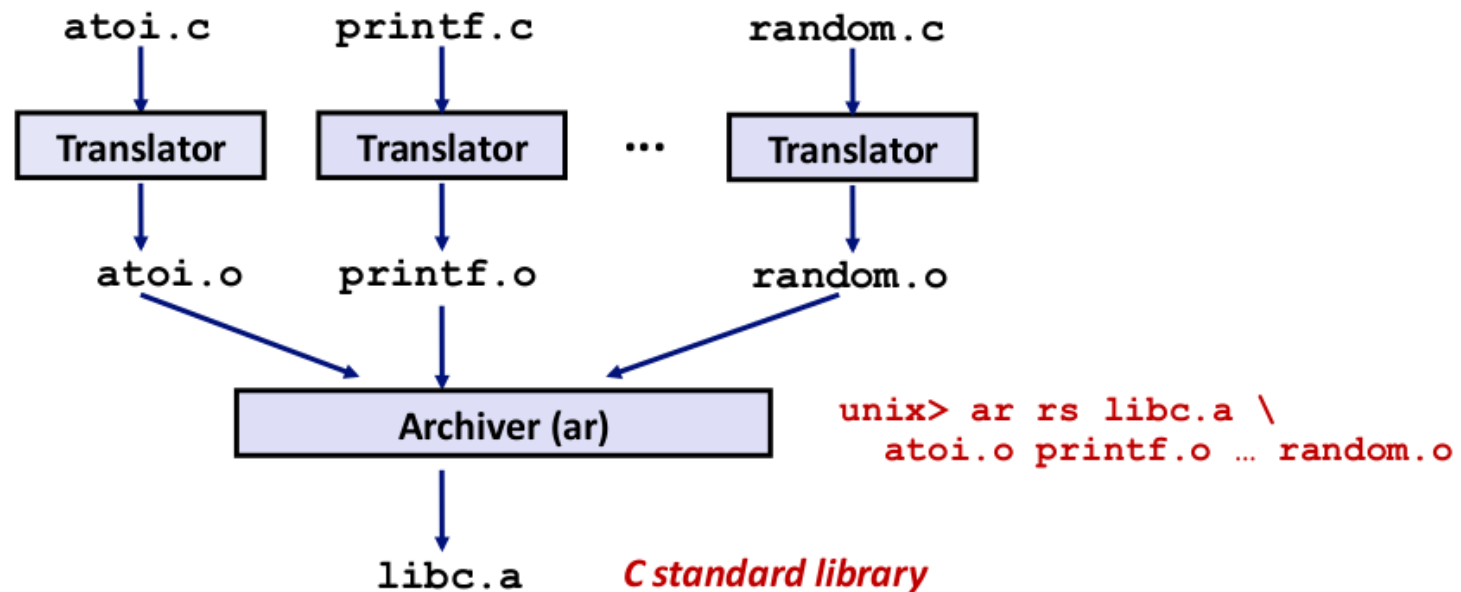 atoi.c printf.c random.c
Translator Translator ... Translator
atoi.o printf.o random.o
Archiver (ar)
unix> ar rs libc.a \
atoi.o printf.o … random.o
libc.a
C standard library